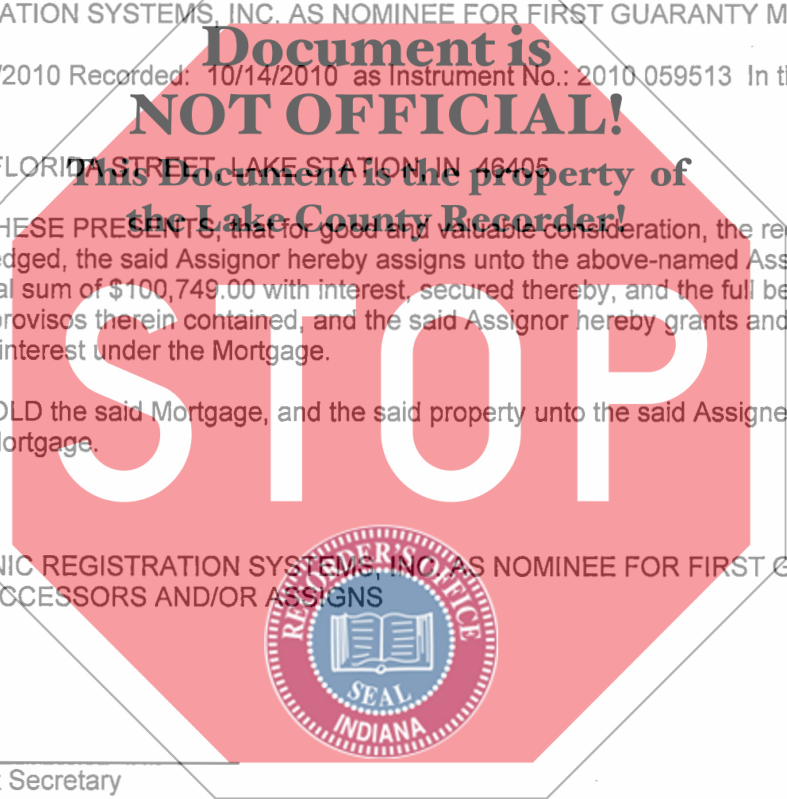 ATION SYSTEMS, INC. AS NOMINEE FOR FIRST GUARANTY M
Document is
/2010 Recorded: 10/14/2010 as Instrument No.: 2010 059513 In t
NOT OFFICIAL!
FLORIDA STREET, LAKE STATION, IN 46405
This Document is the property of
the Lake County Recorder!
HESE PRESENTS, that for good and valuable consideration, the re
edged, the said Assignor hereby assigns unto the above-named Ass
al sum of $100,749.00 with interest, secured thereby, and the full be
provisos therein contained, and the said Assignor hereby grants and
interest under the Mortgage.
STOP
OLD the said Mortgage, and the said property unto the said Assigne
Mortgage.
NIC REGISTRATION SYSTEMS, INC. AS NOMINEE FOR FIRST G
CCESSORS AND/OR ASSIGNS
RECORDER'S OFFICE
SEAL
INDIANA
Secretary